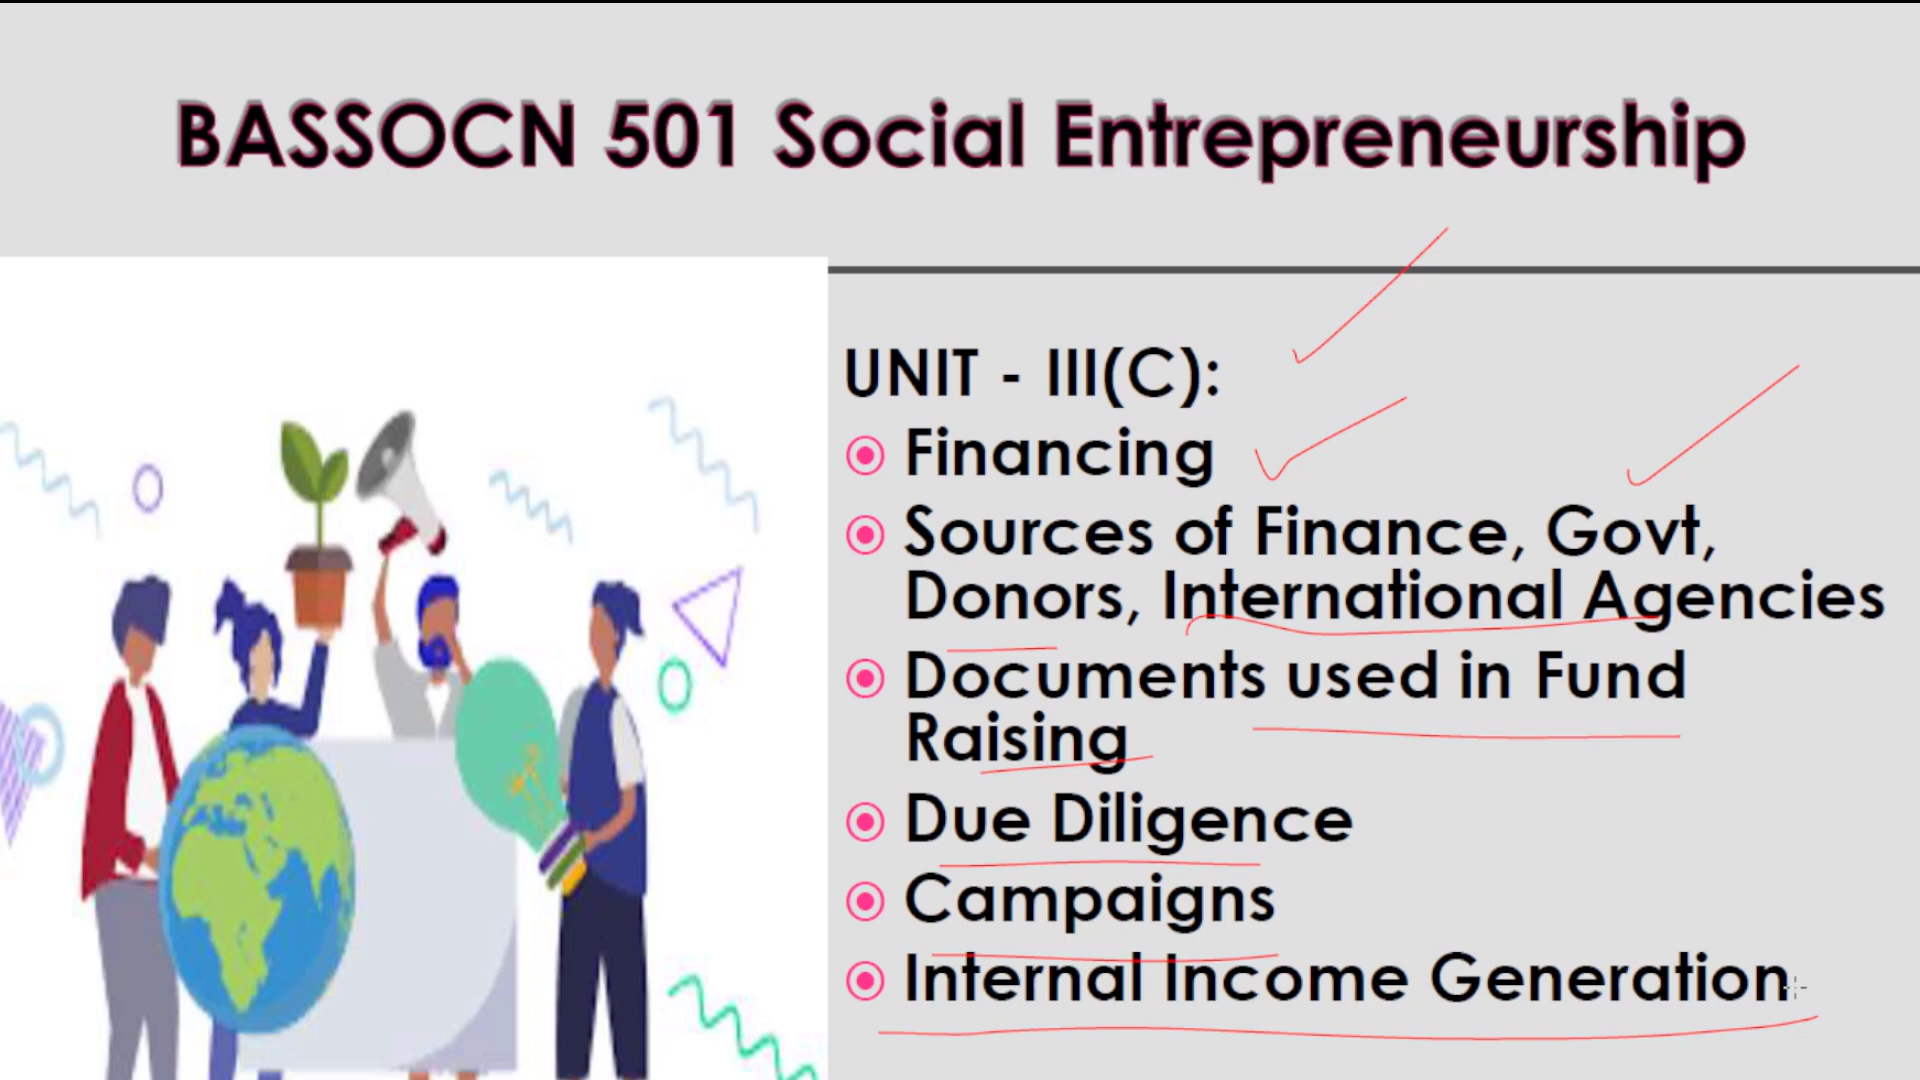 BASSOCN 501 Social Entrepreneurship
UNIT - III(C):
Financing
Sources of Finance, Govt,
Donors, International Agencies
Documents used in Fund
Raising
Due Diligence
Campaigns
Internal Income Generation